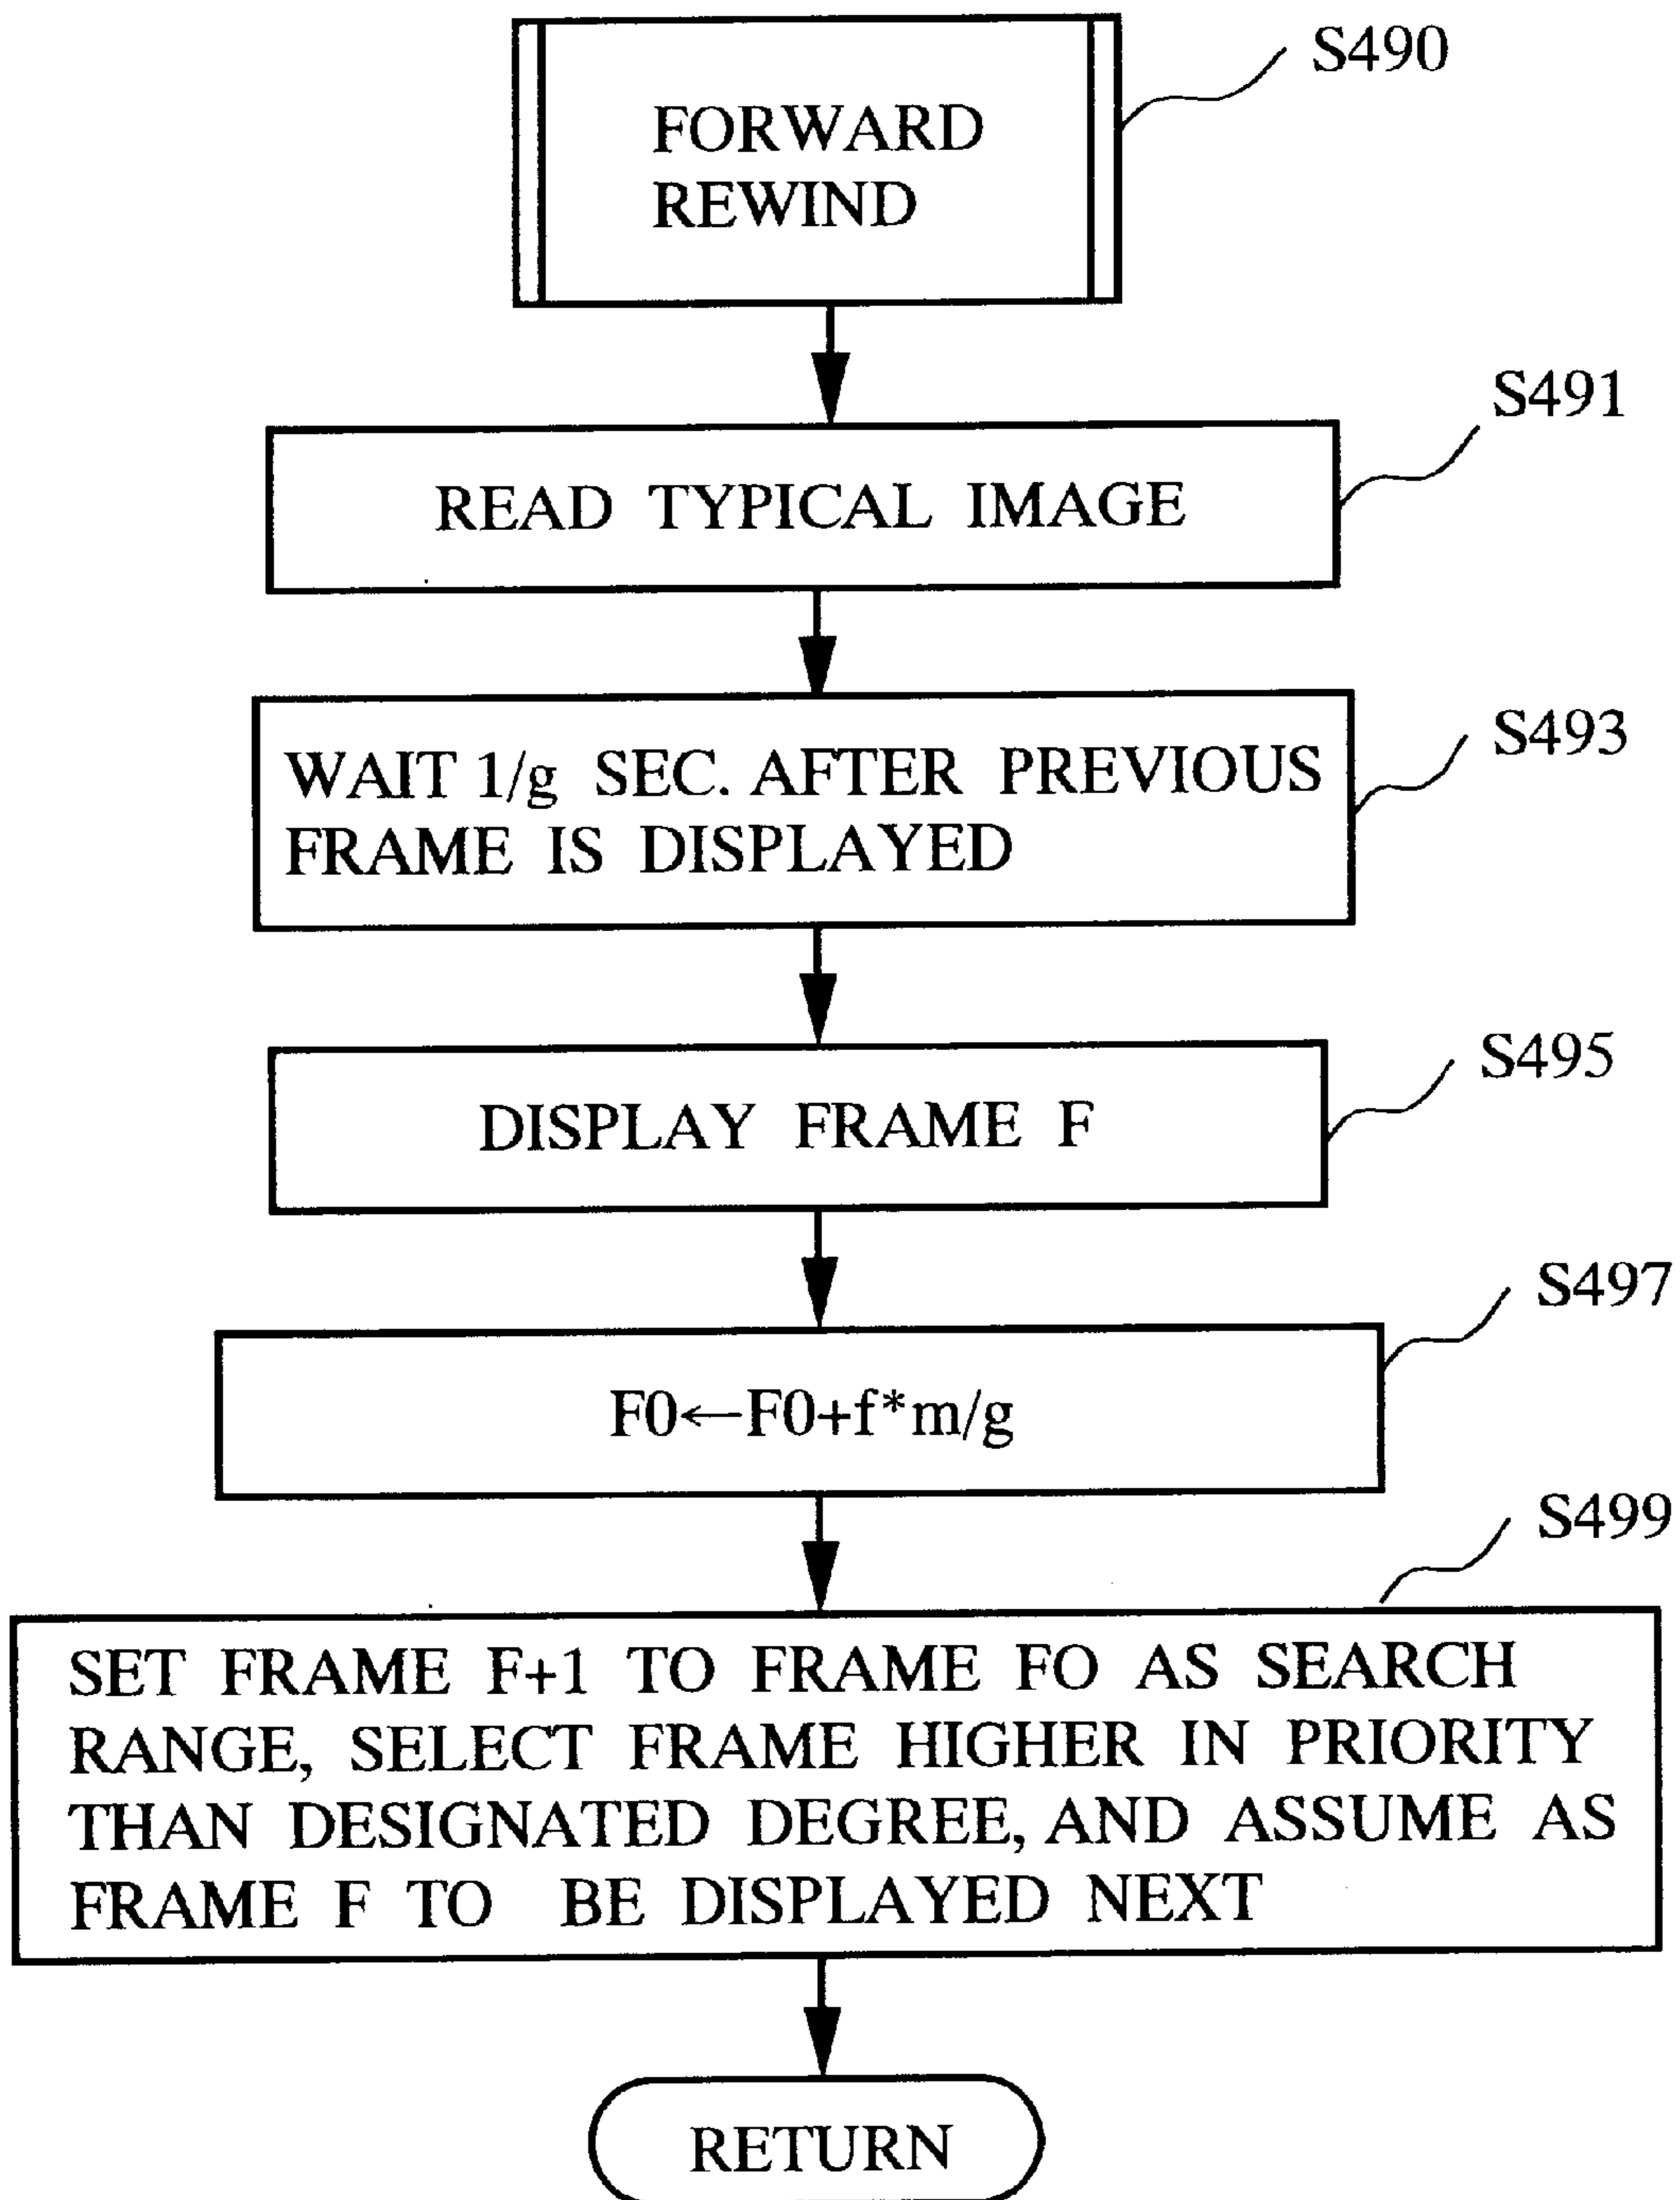 S490
FORWARD
REWIND
S491
READ TYPICAL IMAGE
S493
WAIT 1/g SEC. AFTER PREVIOUS
FRAME IS DISPLAYED
S495
DISPLAY FRAME F
S497
F0←F0+f*m/g
S499
SET FRAME F+1 TO FRAME FO AS SEARCH
RANGE, SELECT FRAME HIGHER IN PRIORITY
THAN DESIGNATED DEGREE, AND ASSUME AS
FRAME F TO BE DISPLAYED NEXT
RETURN